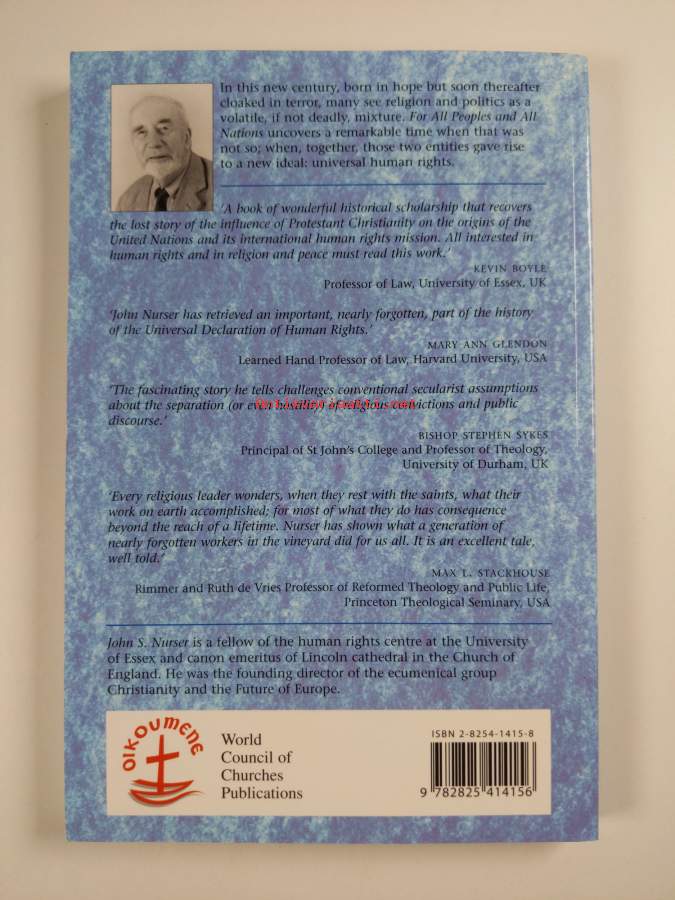 In this new century, born in hope but soon thereafter
cloaked in terror, many see religion and politics as a
volatile, if not deadly, mixture. For All Peoples and All
Nations uncovers a remarkable time when that was
not so; when, together, those two entities gave rise
to a new ideal: universal human rights.
'A book of wonderful historical scholarship that recovers
the lost story of the influence of Protestant Christianity on the origins of the
United Nations and its international human rights mission. All interested in
human rights and in religion and peace must read this work.'
KEVIN BOYLE
Professor of Law, University of Essex, UK
'John Nurser has retrieved an important, nearly forgotten, part of the history
of the Universal Declaration of Human Rights.'
MARY ANN GLENDON
Learned Hand Professor of Law, Harvard University, USA
'The fascinating story he tells challenges conventional secularist assumptions
about the separation (or even hostility) of religious convictions and public
discourse.'
BISHOP STEPHEN SYKES
Principal of St John's College and Professor of Theology,
University of Durham, UK
'Every religious leader wonders, when they rest with the saints, what their
work on earth accomplished; for most of what they do has consequence
beyond the reach of a lifetime. Nurser has shown what a generation of
nearly forgotten workers in the vineyard did for us all. It is an excellent tale,
well told.'
MAX L. STACKHOUSE
Rimmer and Ruth de Vries Professor of Reformed Theology and Public Life,
Princeton Theological Seminary, USA
John S. Nurser is a fellow of the human rights centre at the University
of Essex and canon emeritus of Lincoln cathedral in the Church of
England. He was the founding director of the ecumenical group
Christianity and the Future of Europe.
OIKOUMENE
World
Council of
Churches
Publications
ISBN 2-8254-1415-8
9 782825 414156